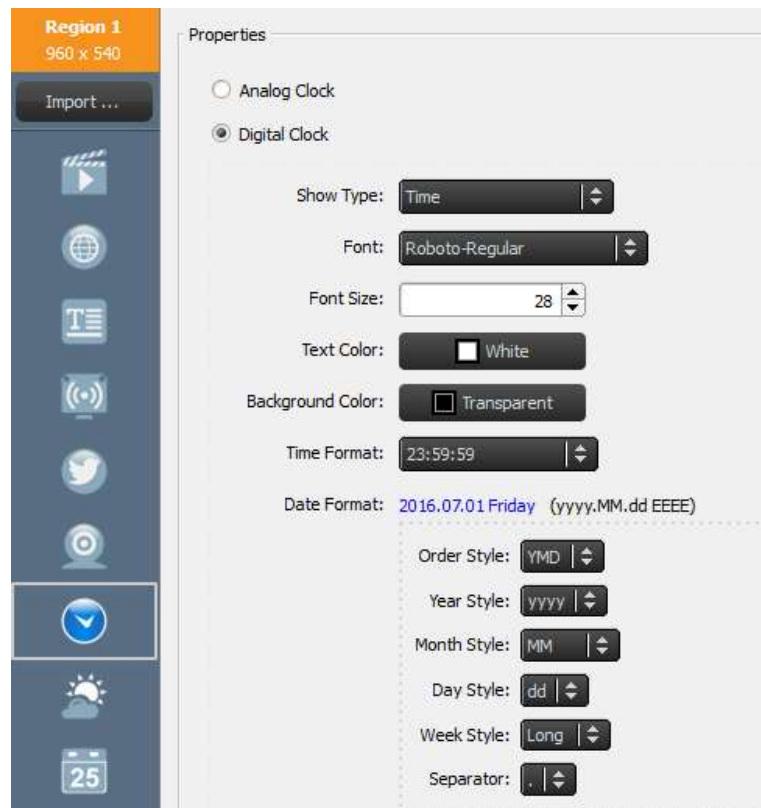 Region 1
960 x 540
Import ...
T
25
Properties
Analog Clock
Digital Clock
Show Type: Time
Font: Roboto-Regular
Font Size: 28
Text Color: White
Background Color: Transparent
Time Format: 23:59:59
Date Format: 2016.07.01 Friday (yyyy.MM.dd EEEE)
Order Style: YMD
Year Style: yyyy
Month Style: MM
Day Style: dd
Week Style: Long
Separator: .